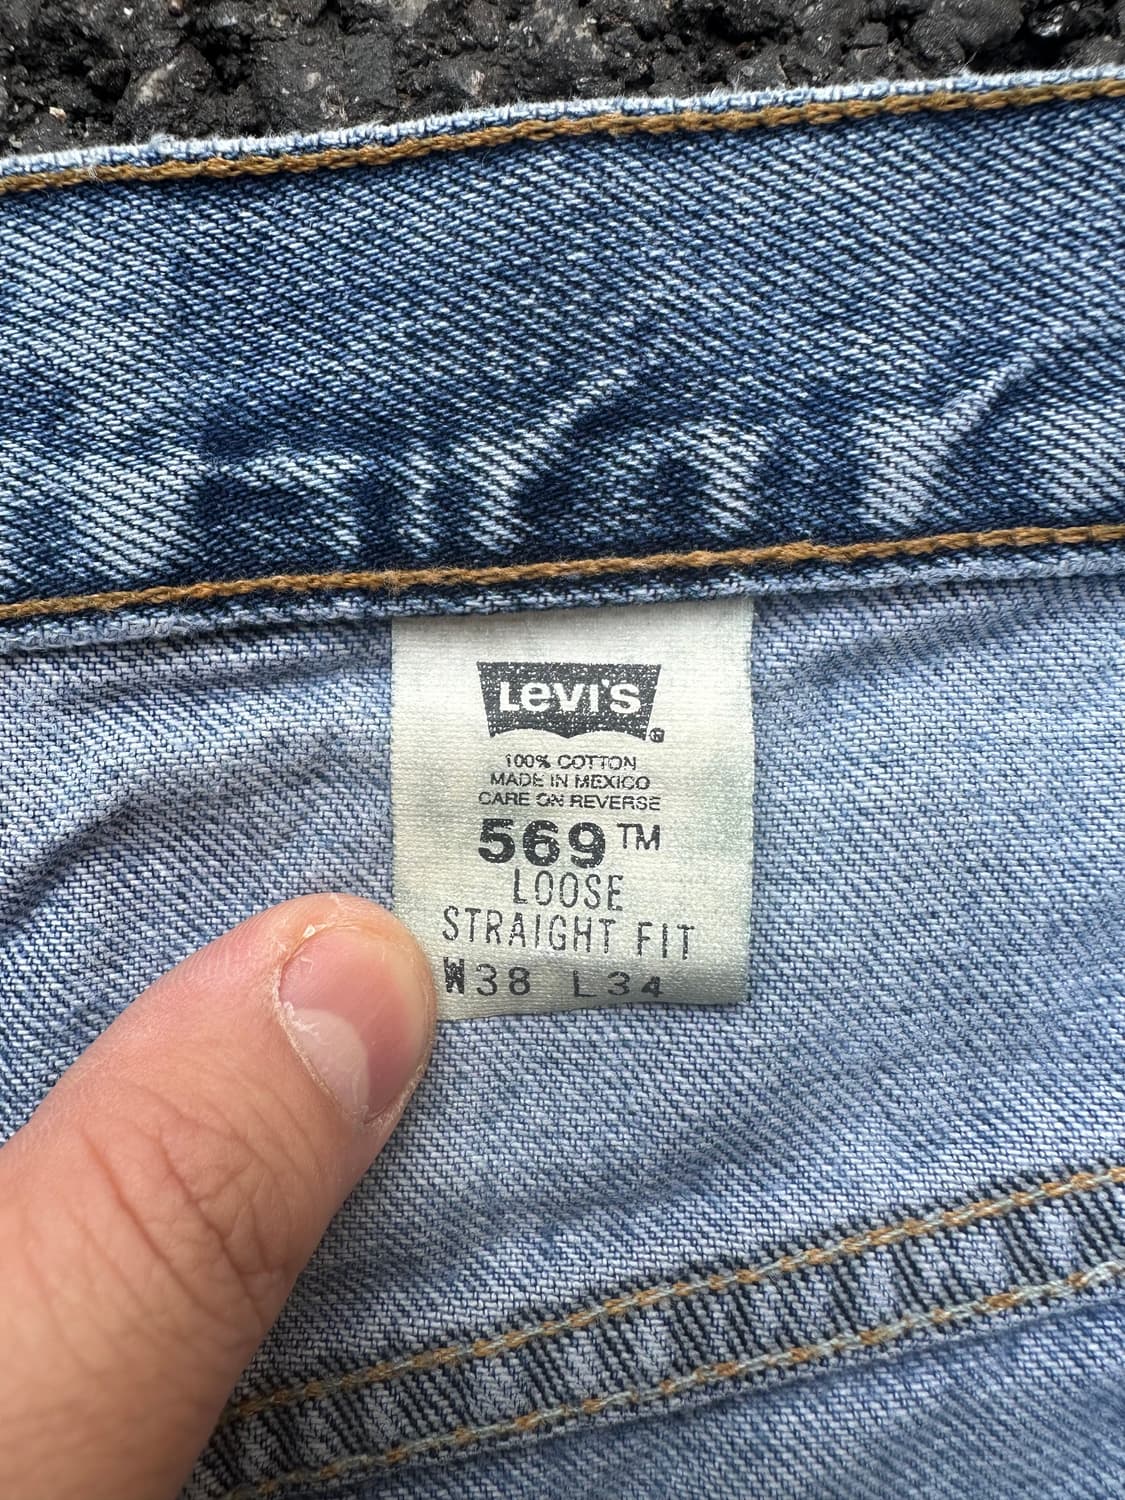 LEVI'S ®
100% COTTON
MADE IN MEXICO
CARE ON REVERSE
569™
LOOSE
STRAIGHT FIT
W38 L34